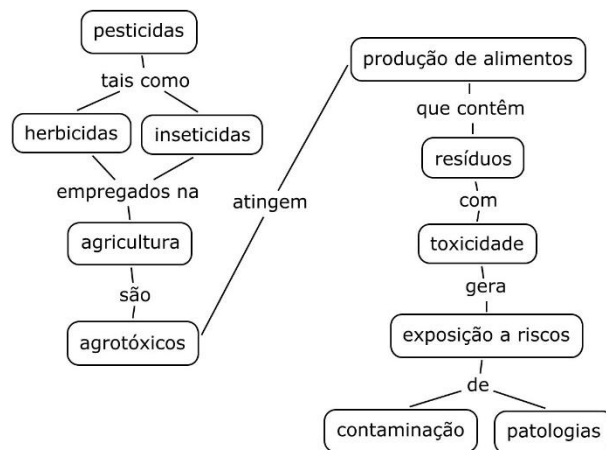 pesticidas
tais como
herbicidas
inseticidas
empregados na
agricultura
são
agrotóxicos
atingem
produção de alimentos
que contêm
resíduos
com
toxicidade
gera
exposição a riscos
de
contaminação
patologias